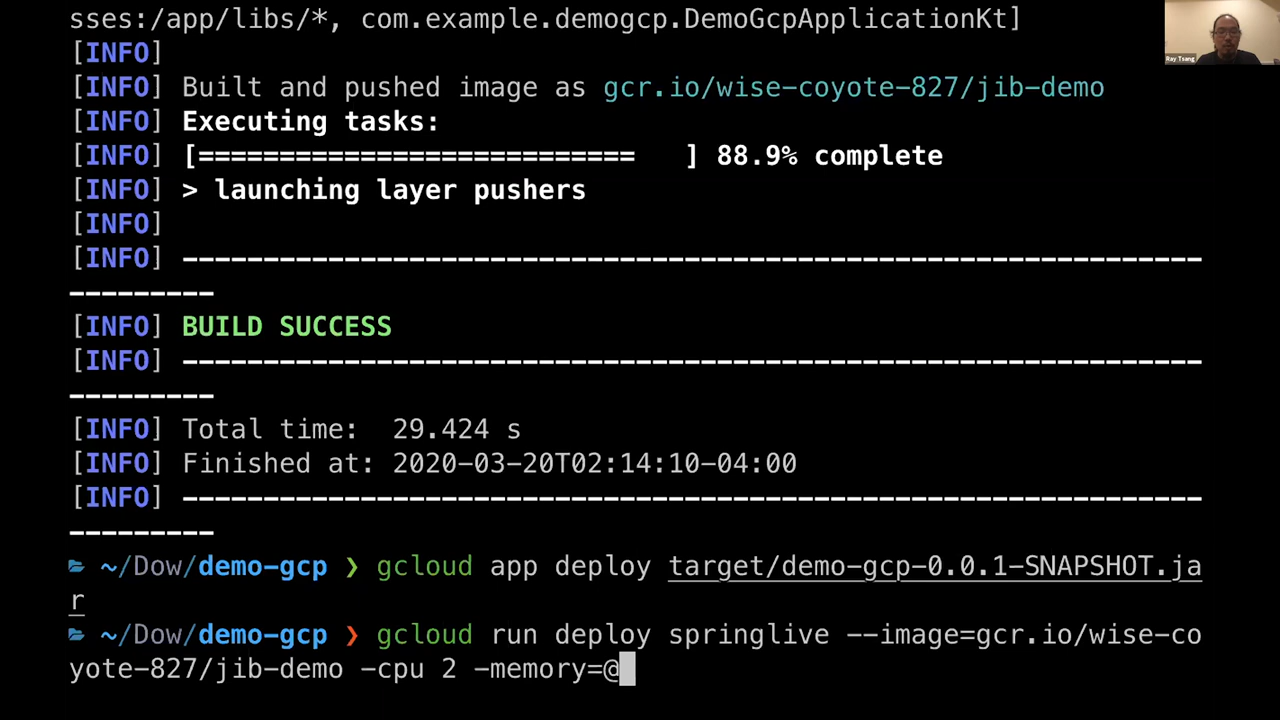 sses:/app/libs/*, com.example.demogcp.DemoGcpApplicationKt]
[INFO]
[INFO] Built and pushed image as gcr.io/wise-coyote-827/jib-demo
[INFO] Executing tasks:
[INFO] [===========================   ] 88.9% complete
[INFO] > launching layer pushers
[INFO]
[INFO] ---------------------------------------------------------------
---------
[INFO] BUILD SUCCESS
[INFO] ---------------------------------------------------------------
---------
[INFO] Total time:  29.424 s
[INFO] Finished at: 2020-03-20T02:14:10-04:00
[INFO] ---------------------------------------------------------------
---------
~/Dow/demo-gcp ❯ gcloud app deploy target/demo-gcp-0.0.1-SNAPSHOT.ja
r
~/Dow/demo-gcp ❯ gcloud run deploy springlive --image=gcr.io/wise-co
yote-827/jib-demo -cpu 2 -memory=@
Ray Tsang